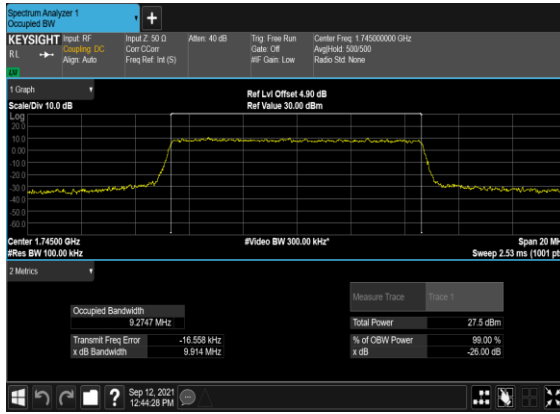 Spectrum Analyzer 1
Occupied BW
KEYSIGHT
Input: RF
Coupling: DC
Align: Auto
Input Z: 50 Ω
Corr CCorr
Freq Ref: Int (S)
Atten: 40 dB
Trig: Free Run
Gate: Off
#IF Gain: Low
Center Freq: 1.745000000 GHz
Avg|Hold: 500/500
Radio Std: None
RL
LXI
1 Graph
Scale/Div 10.0 dB
Ref Lvl Offset 4.90 dB
Ref Value 30.00 dBm
Log
20.0
10.0
0.00
-10.0
-20.0
-30.0
-40.0
-50.0
-60.0
Center 1.74500 GHz
#Res BW 100.00 kHz
#Video BW 300.00 kHz*
Span 20 MH
Sweep 2.53 ms (1001 pt
2 Metrics
Measure Trace
Trace 1
Occupied Bandwidth
9.2747 MHz
Total Power
27.5 dBm
Transmit Freq Error
-16.558 kHz
% of OBW Power
99.00 %
x dB Bandwidth
9.914 MHz
x dB
-26.00 dB
Sep 12, 2021
12:44:28 PM